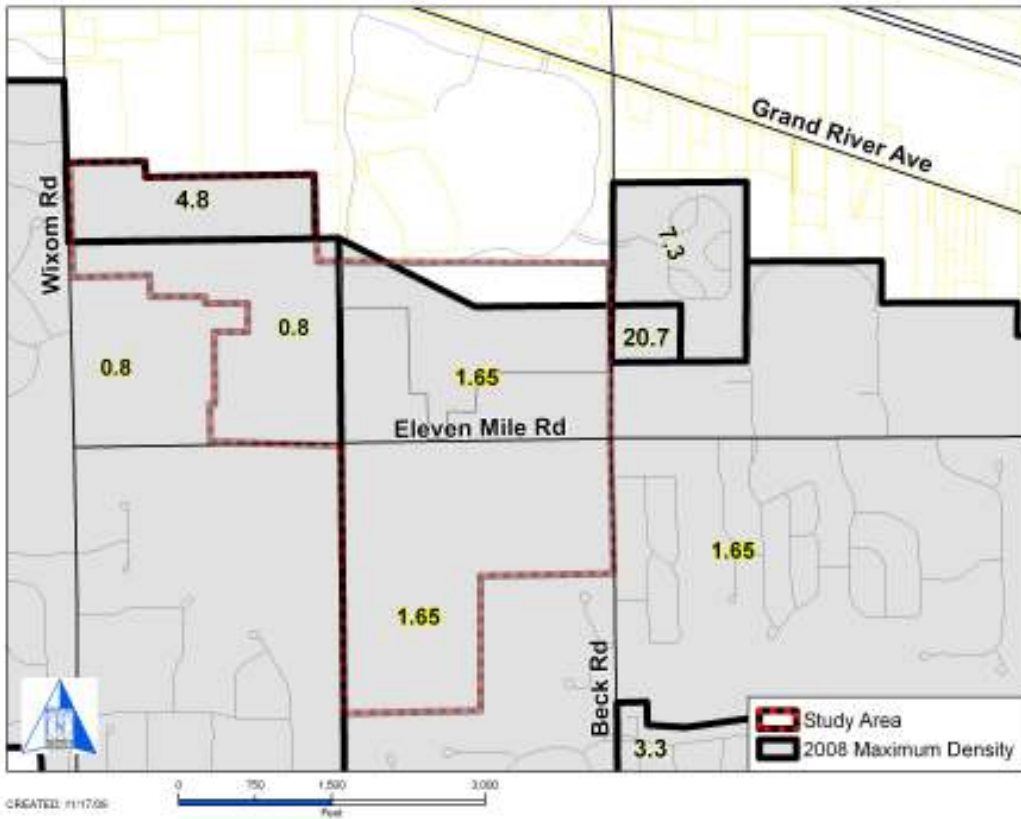 Grand River Ave
Wixom Rd
4.8
7.3
0.8
0.8
20.7
1.65
Eleven Mile Rd
1.65
1.65
Beck Rd
3.3
Study Area
2008 Maximum Density
0 750 1,500 3,000
Feet